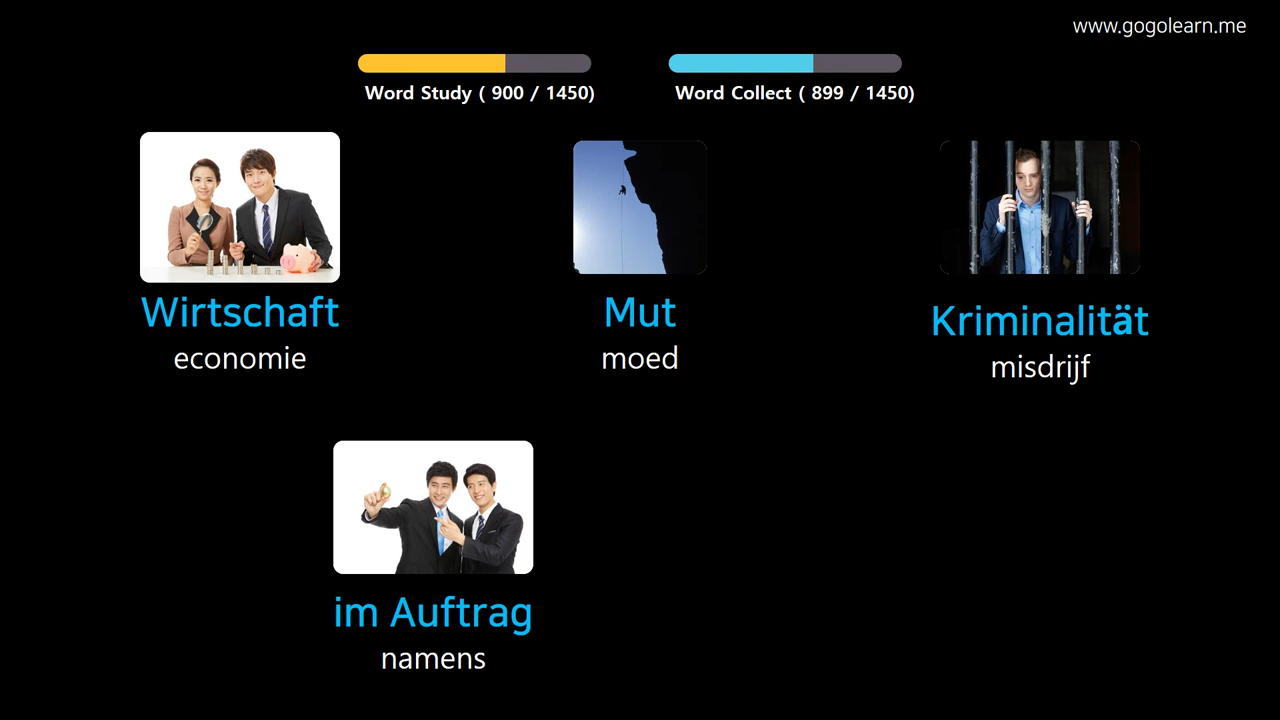 www.gogolearn.me
Word Study ( 900 / 1450)
Word Collect ( 899 / 1450)
Wirtschaft
economie
Mut
moed
Kriminalität
misdrijf
im Auftrag
namens